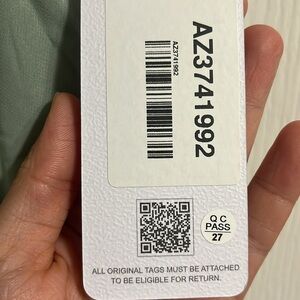 AZ3741992
AZ3741992
QC
PASS
27
ALL ORIGINAL TAGS MUST BE ATTACHED
TO BE ELIGIBLE FOR RETURN.